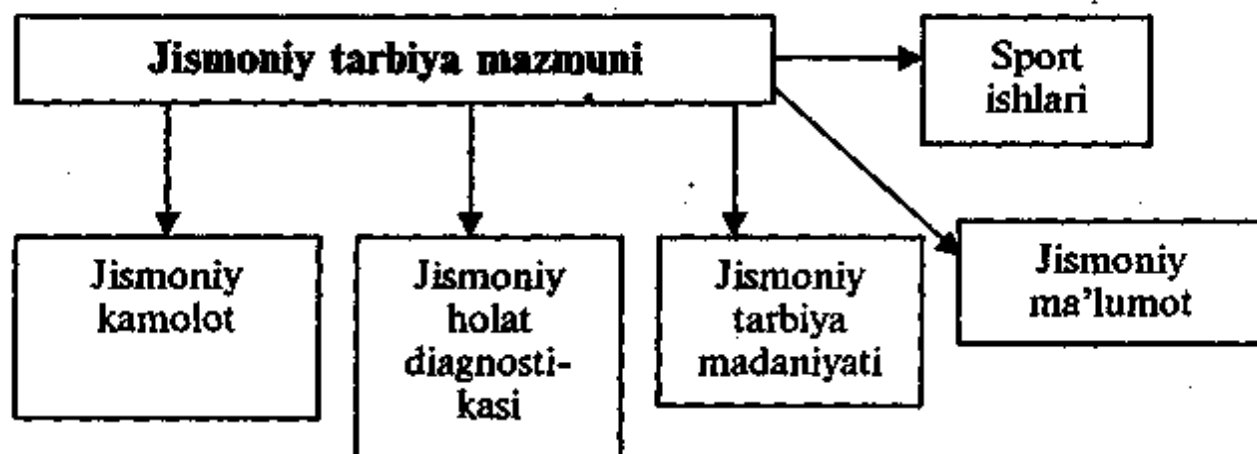 Jismoniy tarbiya mazmuni
Sport
ishlari
Jismoniy
kamolot
Jismoniy
holat
diagnosti-
kasi
Jismoniy
tarbiya
madaniyati
Jismoniy
ma'lumot